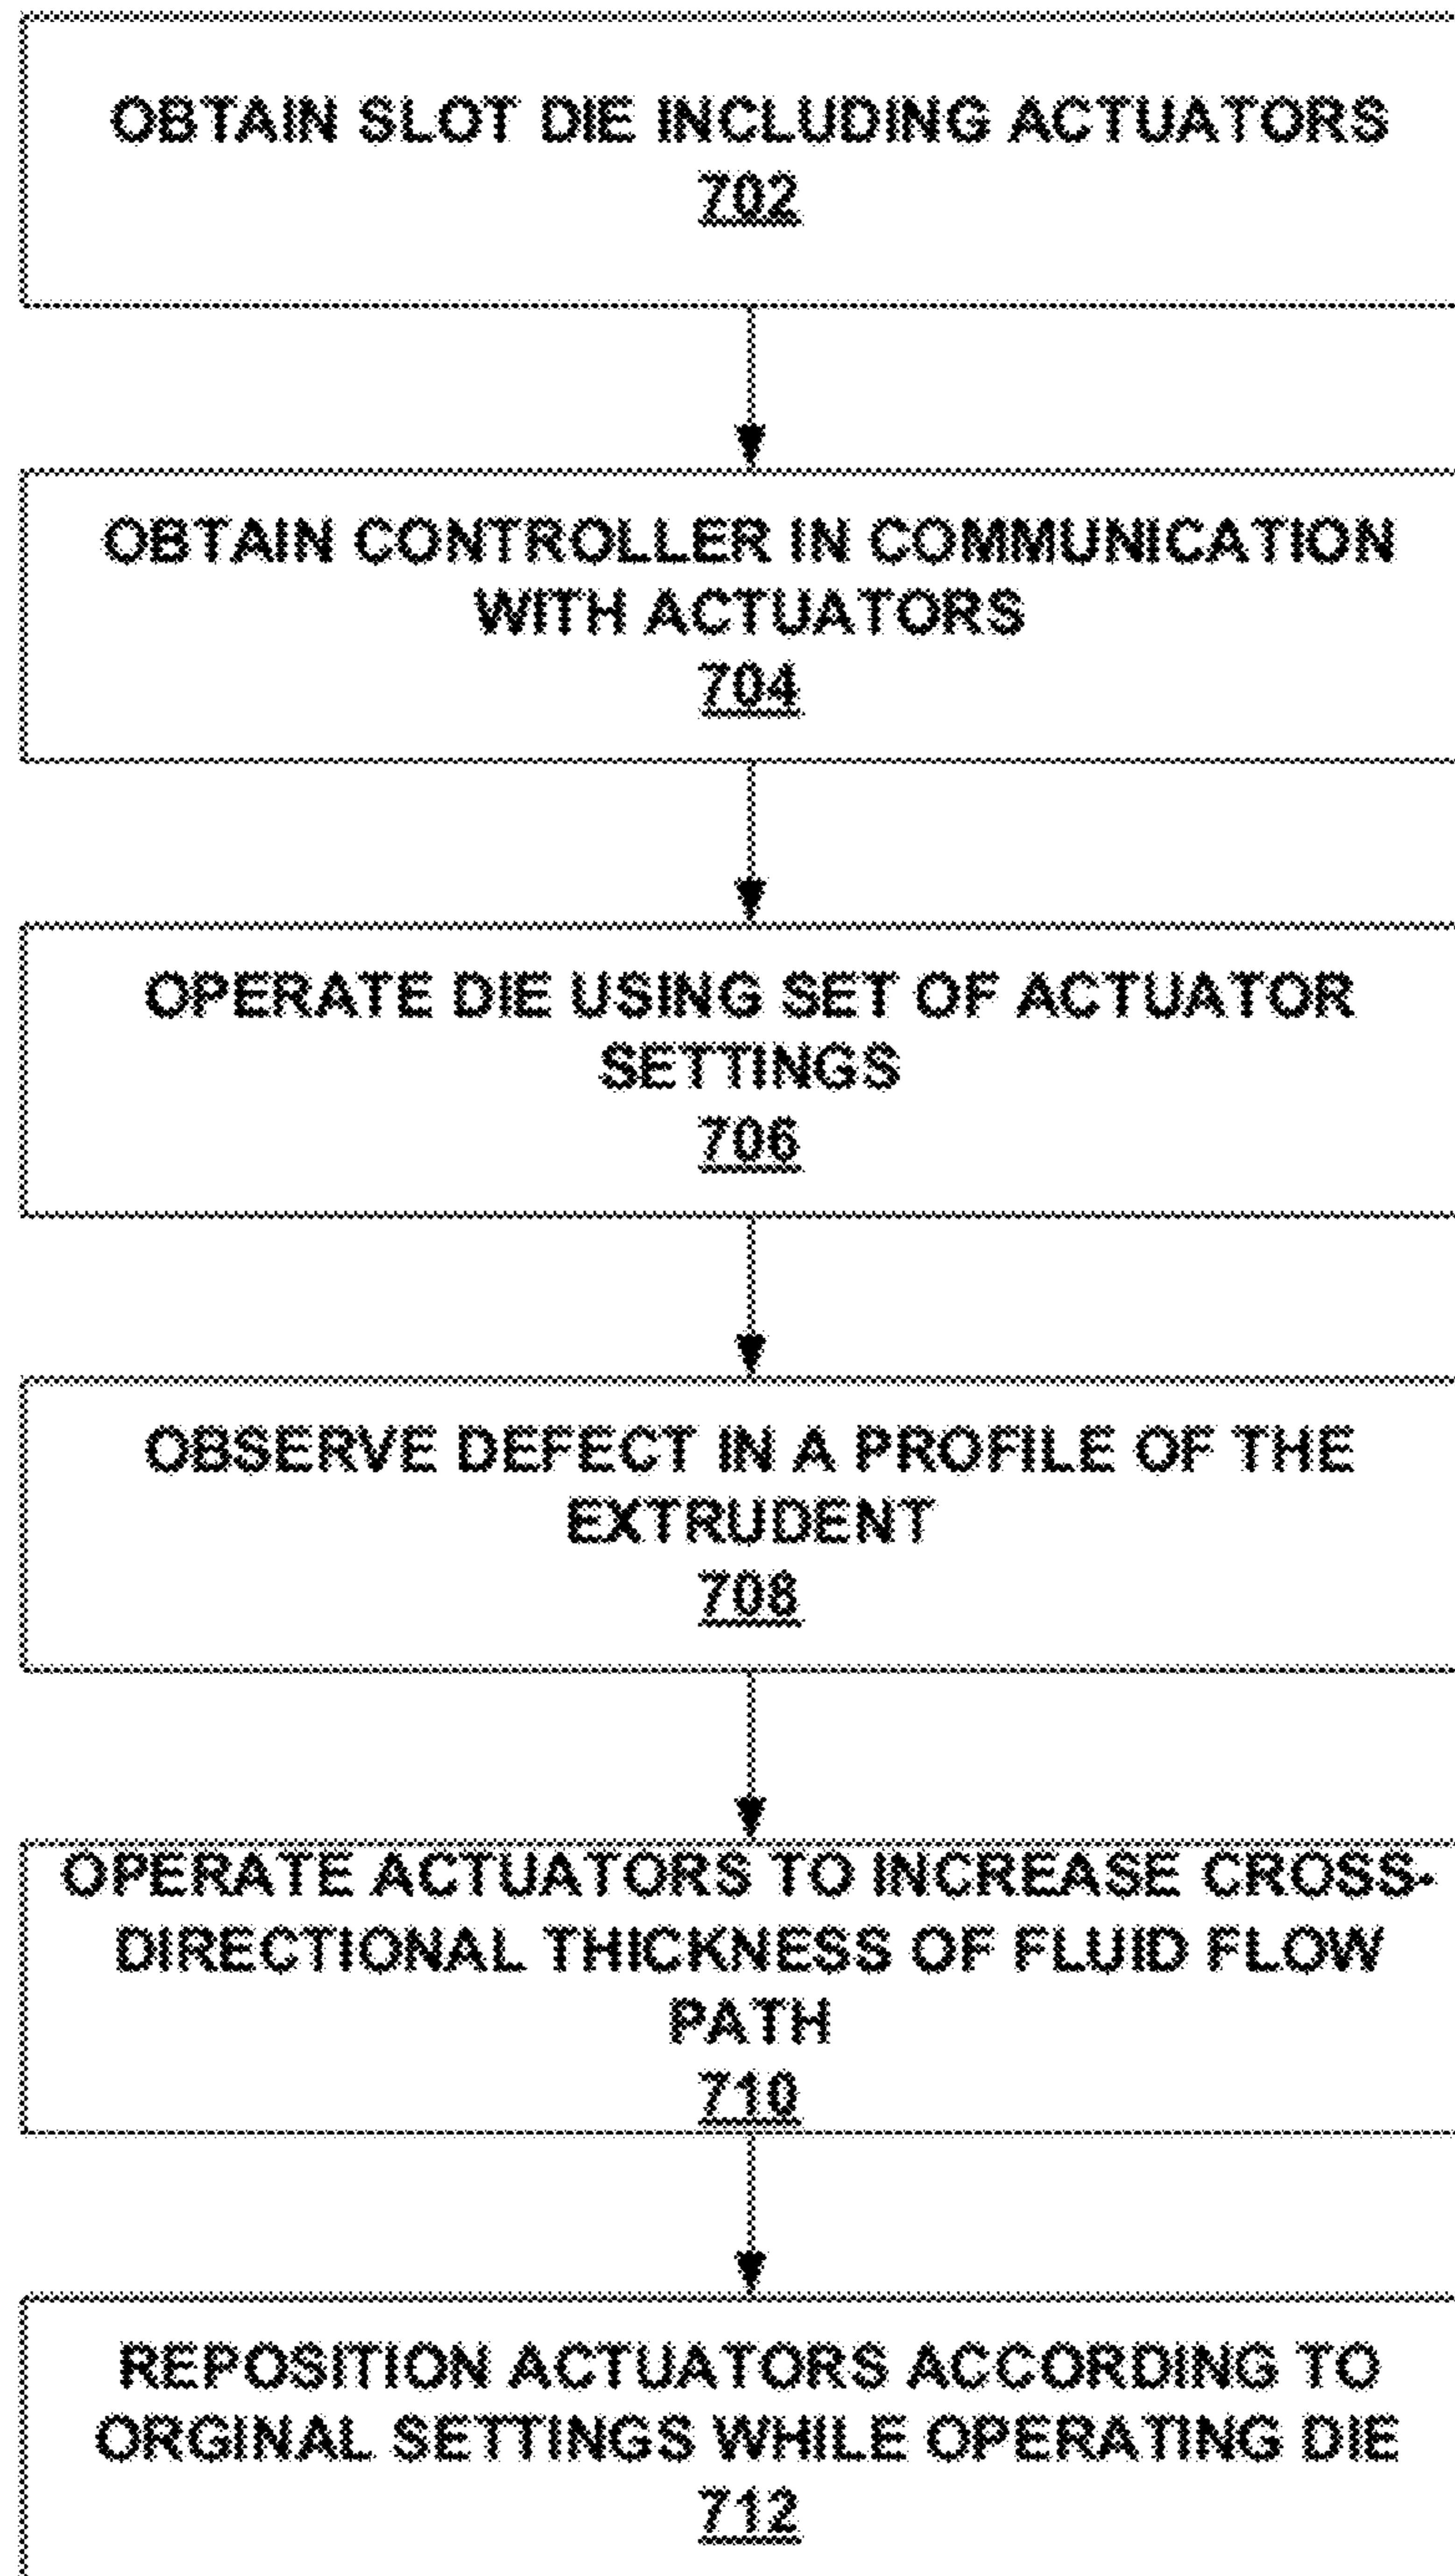 OBTAIN SLOT DIE INCLUDING ACTUATORS
702
OBTAIN CONTROLLER IN COMMUNICATION
WITH ACTUATORS
704
OPERATE DIE USING SET OF ACTUATOR
SETTINGS
706
OBSERVE DEFECT IN A PROFILE OF THE
EXTRUDENT
708
OPERATE ACTUATORS TO INCREASE CROSS-
DIRECTIONAL THICKNESS OF FLUID FLOW
PATH
710
REPOSITION ACTUATORS ACCORDING TO
ORGINAL SETTINGS WHILE OPERATING DIE
712